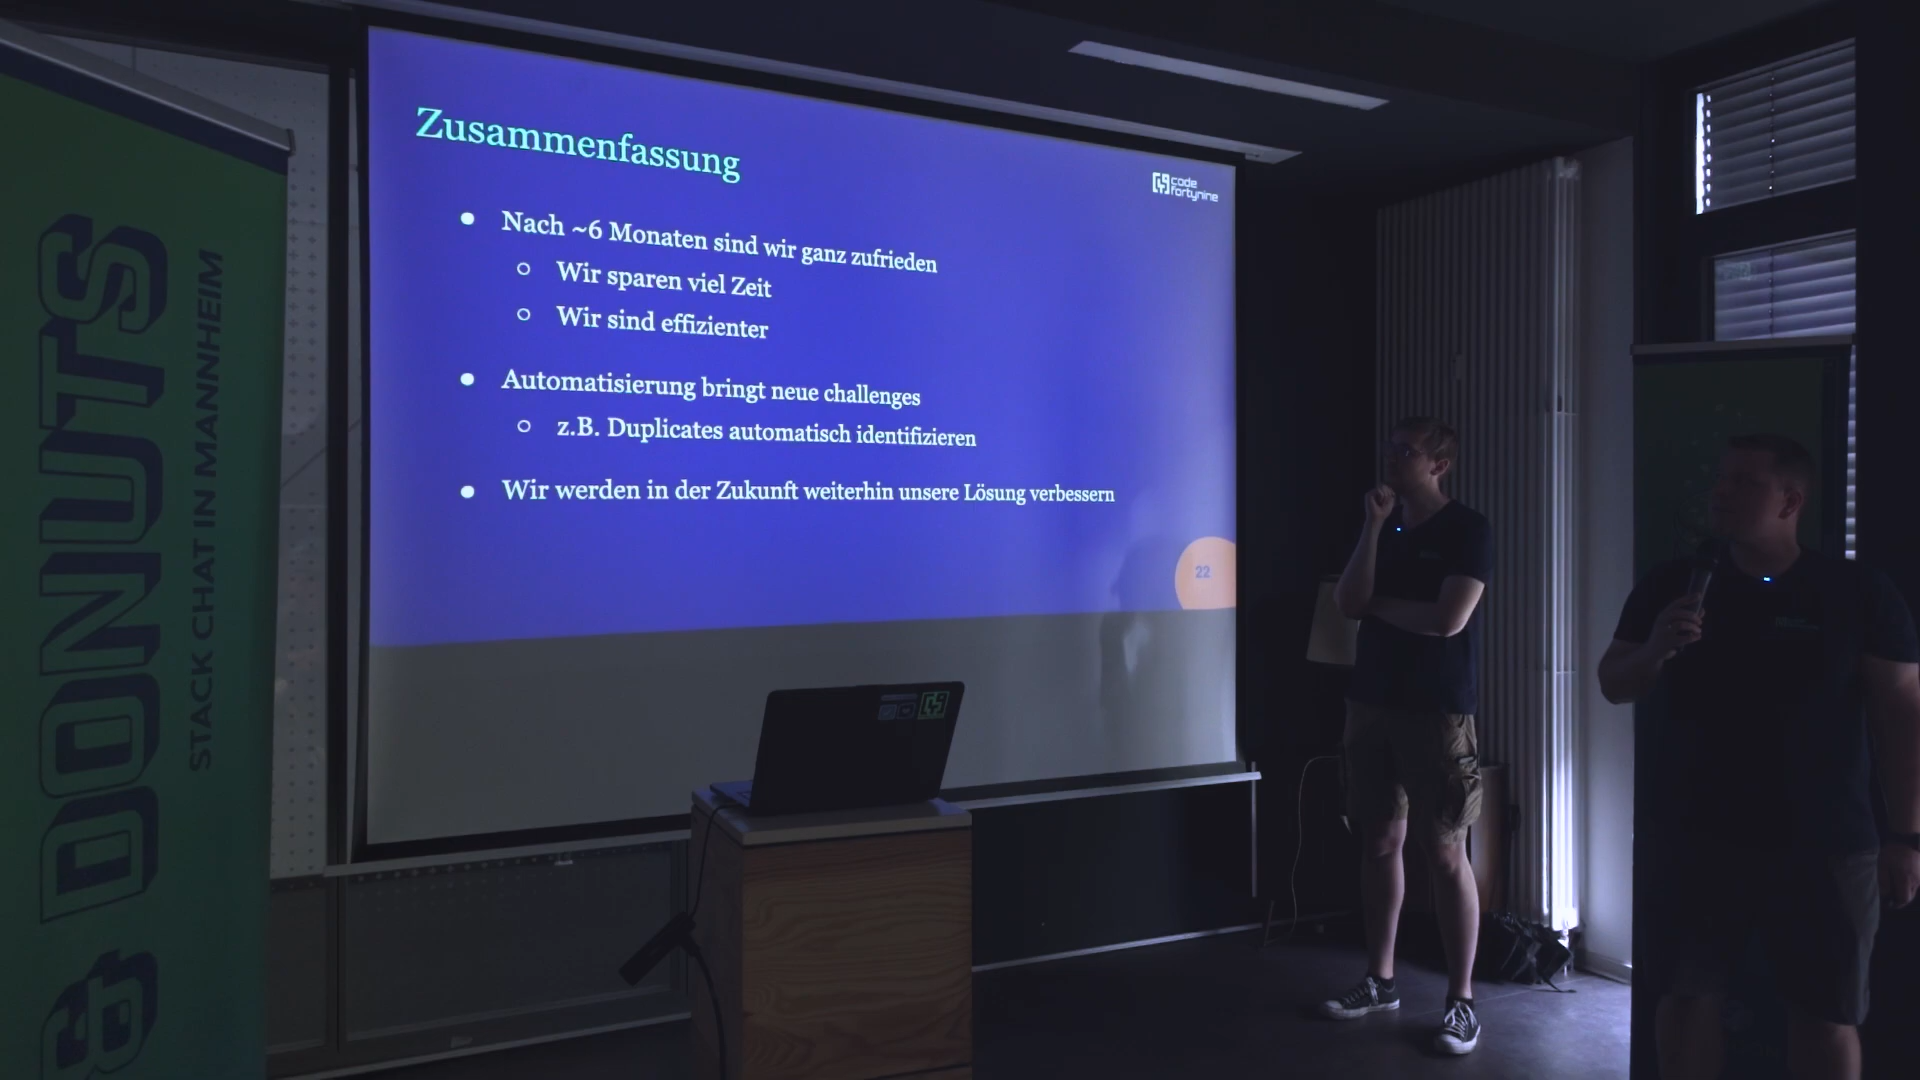 & DONUTS
STACK CHAT IN MANNHEIM
Zusammenfassung
code
fortynine
Nach ~6 Monaten sind wir ganz zufrieden
Wir sparen viel Zeit
Wir sind effizienter
Automatisierung bringt neue challenges
z.B. Duplicates automatisch identifizieren
Wir werden in der Zukunft weiterhin unsere Lösung verbessern
22